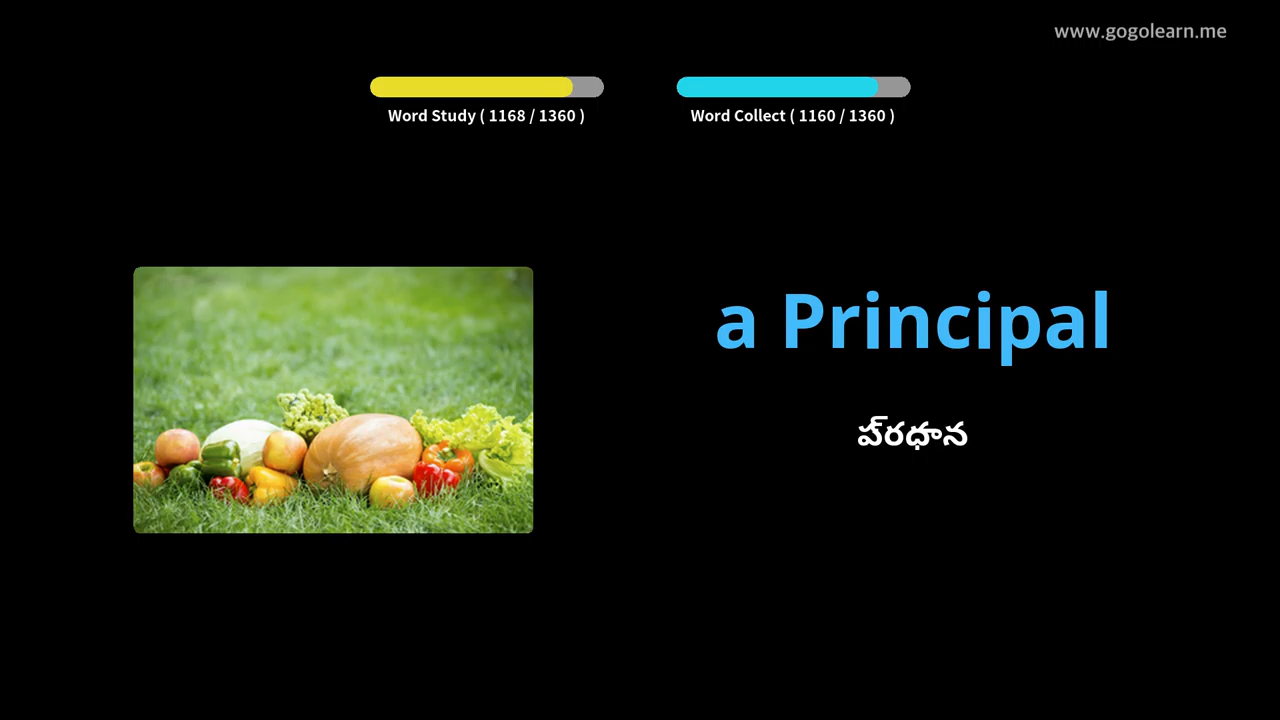 www.gogolearn.me
Word Study ( 1168 / 1360 )
Word Collect ( 1160 / 1360 )
a Principal
ప్రధాన